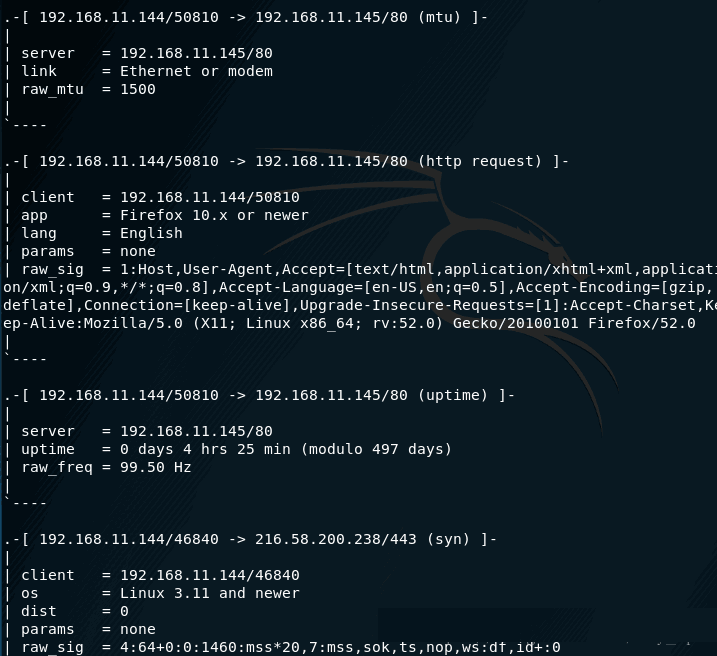 .-[ 192.168.11.144/50810 -> 192.168.11.145/80 (mtu) ]-
|
| server   = 192.168.11.145/80
| link     = Ethernet or modem
| raw_mtu  = 1500
|
`----
.-[ 192.168.11.144/50810 -> 192.168.11.145/80 (http request) ]-
|
| client   = 192.168.11.144/50810
| app      = Firefox 10.x or newer
| lang     = English
| params   = none
| raw_sig  = 1:Host,User-Agent,Accept=[text/html,application/xhtml+xml,applicati
on/xml;q=0.9,*/*;q=0.8],Accept-Language=[en-US,en;q=0.5],Accept-Encoding=[gzip,
deflate],Connection=[keep-alive],Upgrade-Insecure-Requests=[1]:Accept-Charset,Ke
ep-Alive:Mozilla/5.0 (X11; Linux x86_64; rv:52.0) Gecko/20100101 Firefox/52.0
|
`----
.-[ 192.168.11.144/50810 -> 192.168.11.145/80 (uptime) ]-
|
| server   = 192.168.11.145/80
| uptime   = 0 days 4 hrs 25 min (modulo 497 days)
| raw_freq = 99.50 Hz
|
`----
.-[ 192.168.11.144/46840 -> 216.58.200.238/443 (syn) ]-
|
| client   = 192.168.11.144/46840
| os       = Linux 3.11 and newer
| dist     = 0
| params   = none
| raw_sig  = 4:64+0:0:1460:mss*20,7:mss,sok,ts,nop,ws:df,id+:0